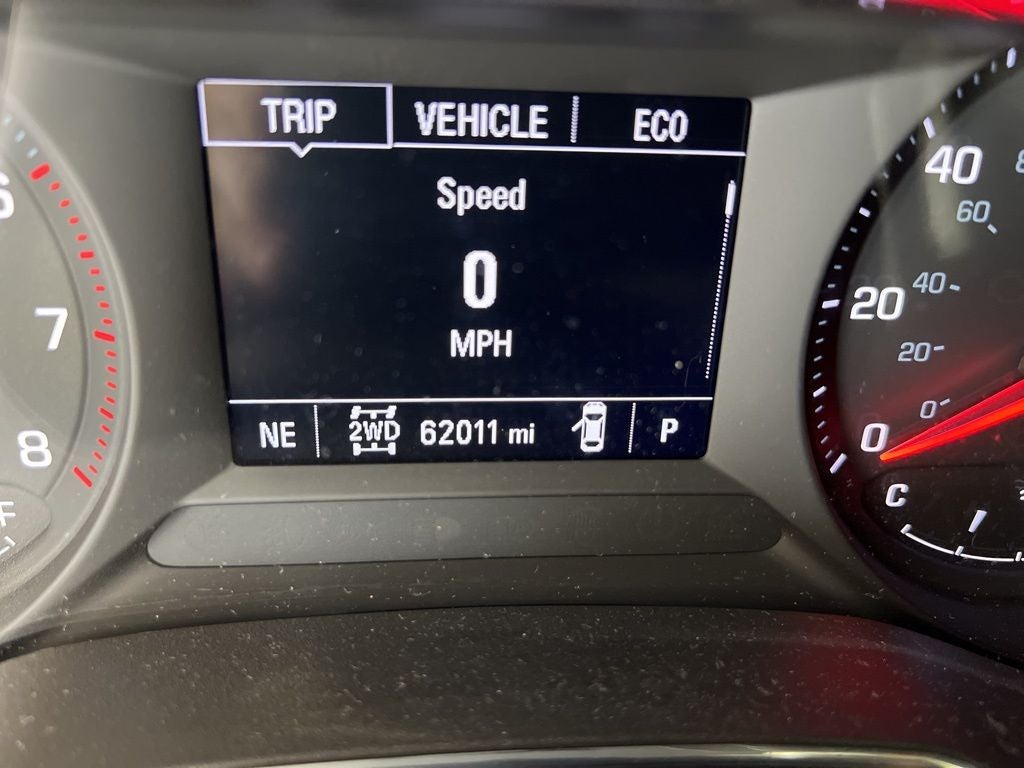 TRIP VEHICLE ECO
Speed
0
MPH
NE 2WD 62011 mi P
7
8
40
60
20
40
20
0
0
C